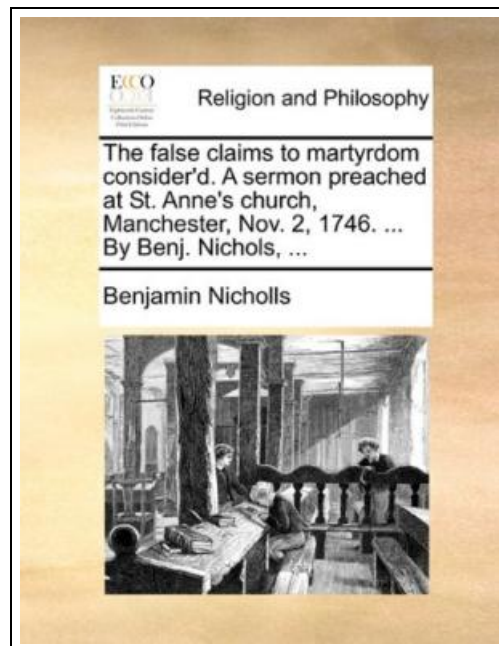 ECCO
Religion and Philosophy
The false claims to martyrdom
consider'd. A sermon preached
at St. Anne's church,
Manchester, Nov. 2, 1746. ...
By Benj. Nichols, ...
Benjamin Nicholls